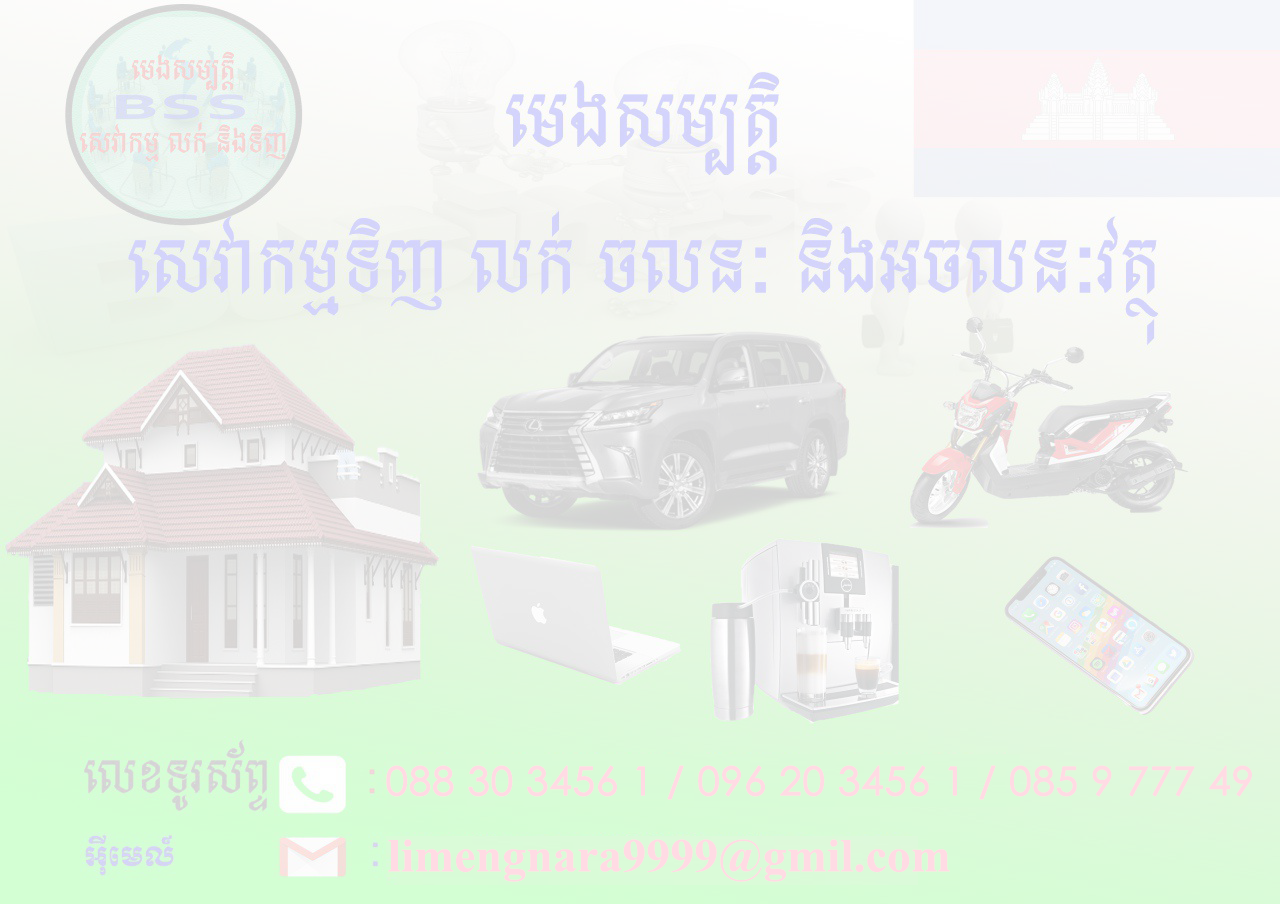 មេងសម្បត្តិ
BSS
សេវាកម្ម លក់ និងទិញ
មេងសម្បត្តិ
សេវាកម្មទិញ លក់ ចលនៈ និងអចលនៈវត្ថុ
លេខទូរស័ព្ទ : 088 30 3456 1 / 096 20 3456 1 / 085 9 777 49
អ៊ីមេល៍ : limengnara9999@gmil.com